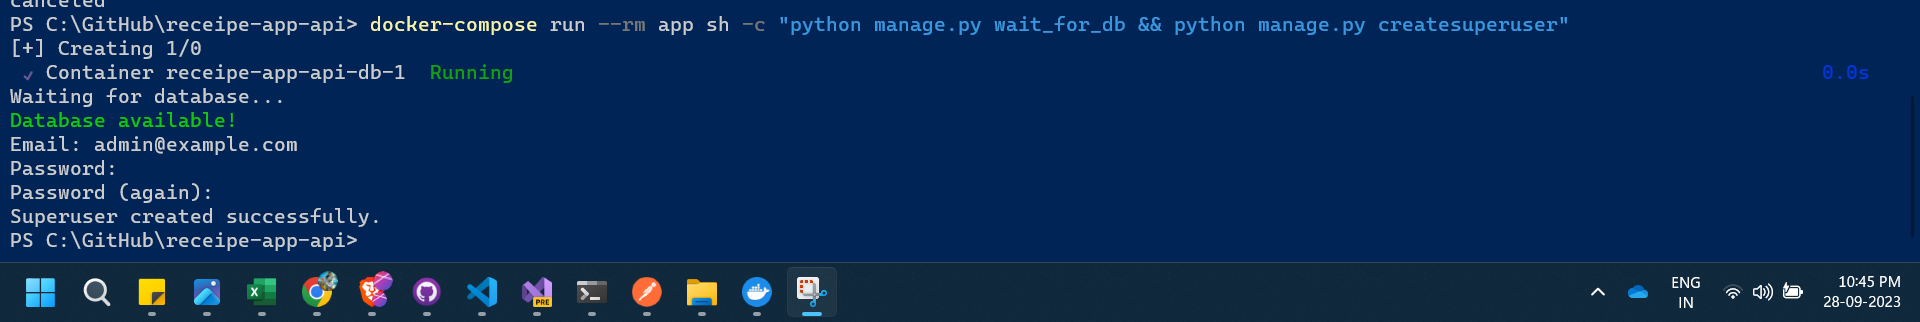 canceled
PS C:\GitHub\receipe-app-api> docker-compose run --rm app sh -c "python manage.py wait_for_db && python manage.py createsuperuser"
[+] Creating 1/0
✓ Container receipe-app-api-db-1 Running 0.0s
Waiting for database...
Database available!
Email: admin@example.com
Password:
Password (again):
Superuser created successfully.
PS C:\GitHub\receipe-app-api>
PRE
ENG
IN
10:45 PM
28-09-2023